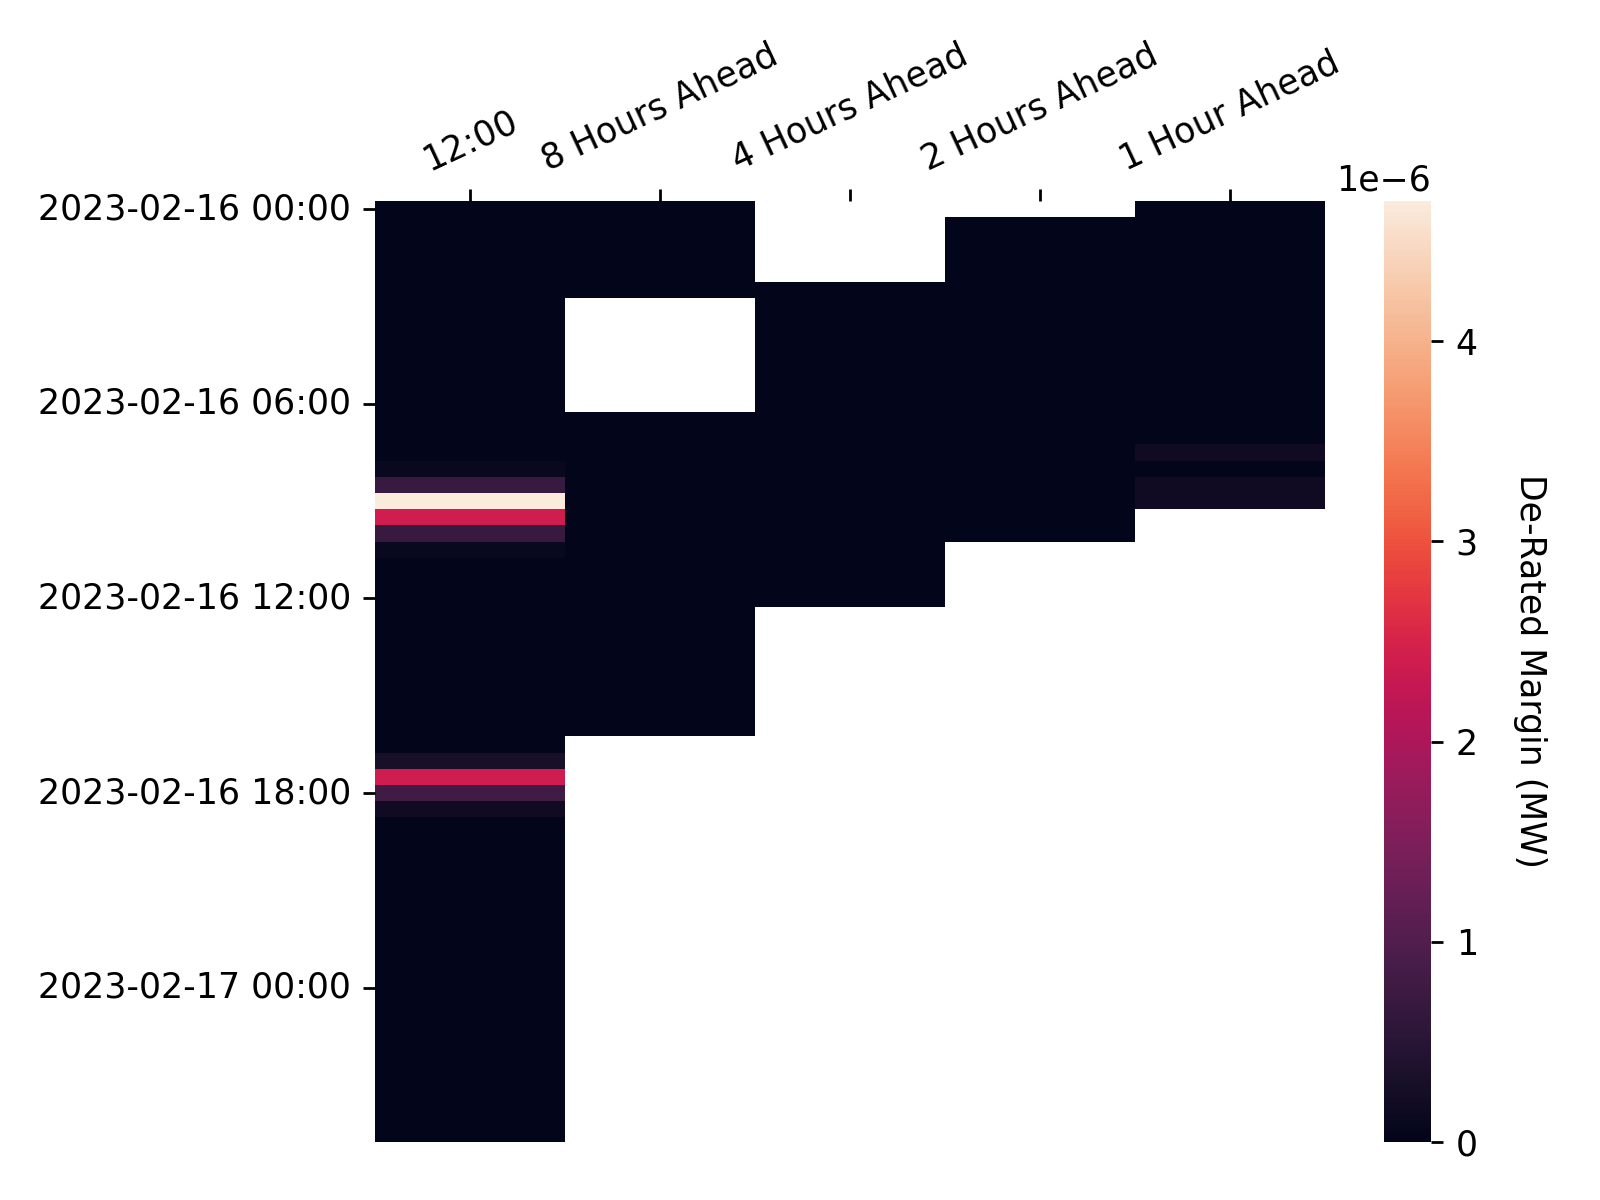 12:00
8 Hours Ahead
4 Hours Ahead
2 Hours Ahead
1 Hour Ahead
1e−6
2023-02-16 00:00
2023-02-16 06:00
2023-02-16 12:00
2023-02-16 18:00
2023-02-17 00:00
4
3
2
1
0
De-Rated Margin (MW)